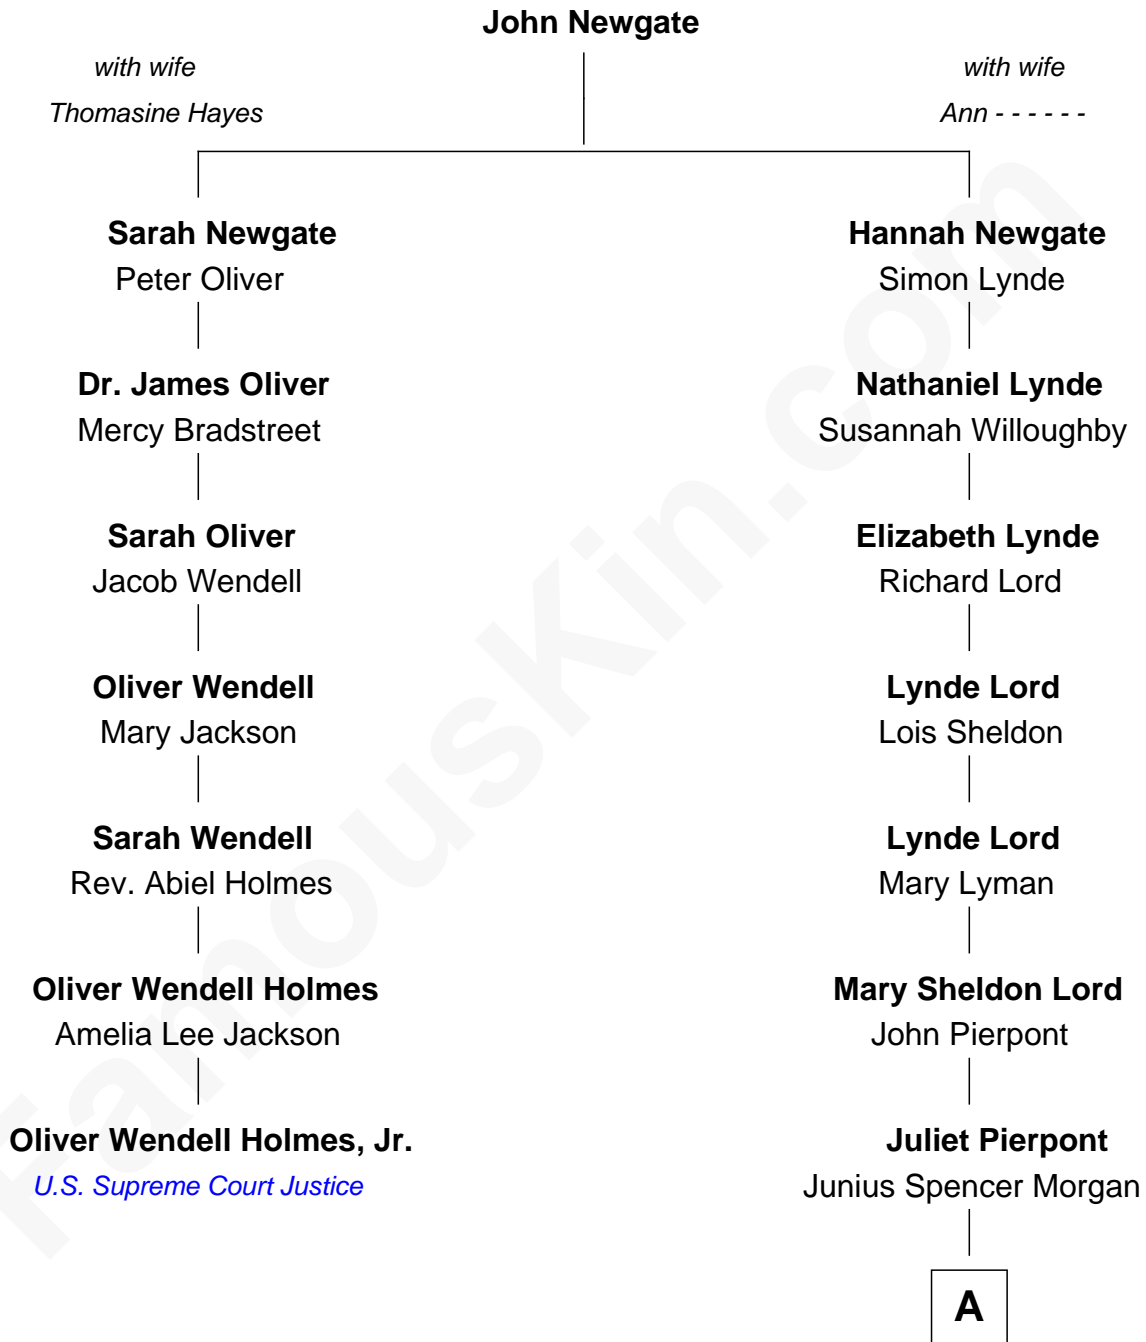 John Newgate
with wife
Thomasine Hayes
with wife
Ann - - - - - -
Sarah Newgate
Peter Oliver
Hannah Newgate
Simon Lynde
Dr. James Oliver
Mercy Bradstreet
Nathaniel Lynde
Susannah Willoughby
Sarah Oliver
Jacob Wendell
Elizabeth Lynde
Richard Lord
Oliver Wendell
Mary Jackson
Lynde Lord
Lois Sheldon
Sarah Wendell
Rev. Abiel Holmes
Lynde Lord
Mary Lyman
Oliver Wendell Holmes
Amelia Lee Jackson
Mary Sheldon Lord
John Pierpont
Oliver Wendell Holmes, Jr.
U.S. Supreme Court Justice
Juliet Pierpont
Junius Spencer Morgan
A
FamousKin.com